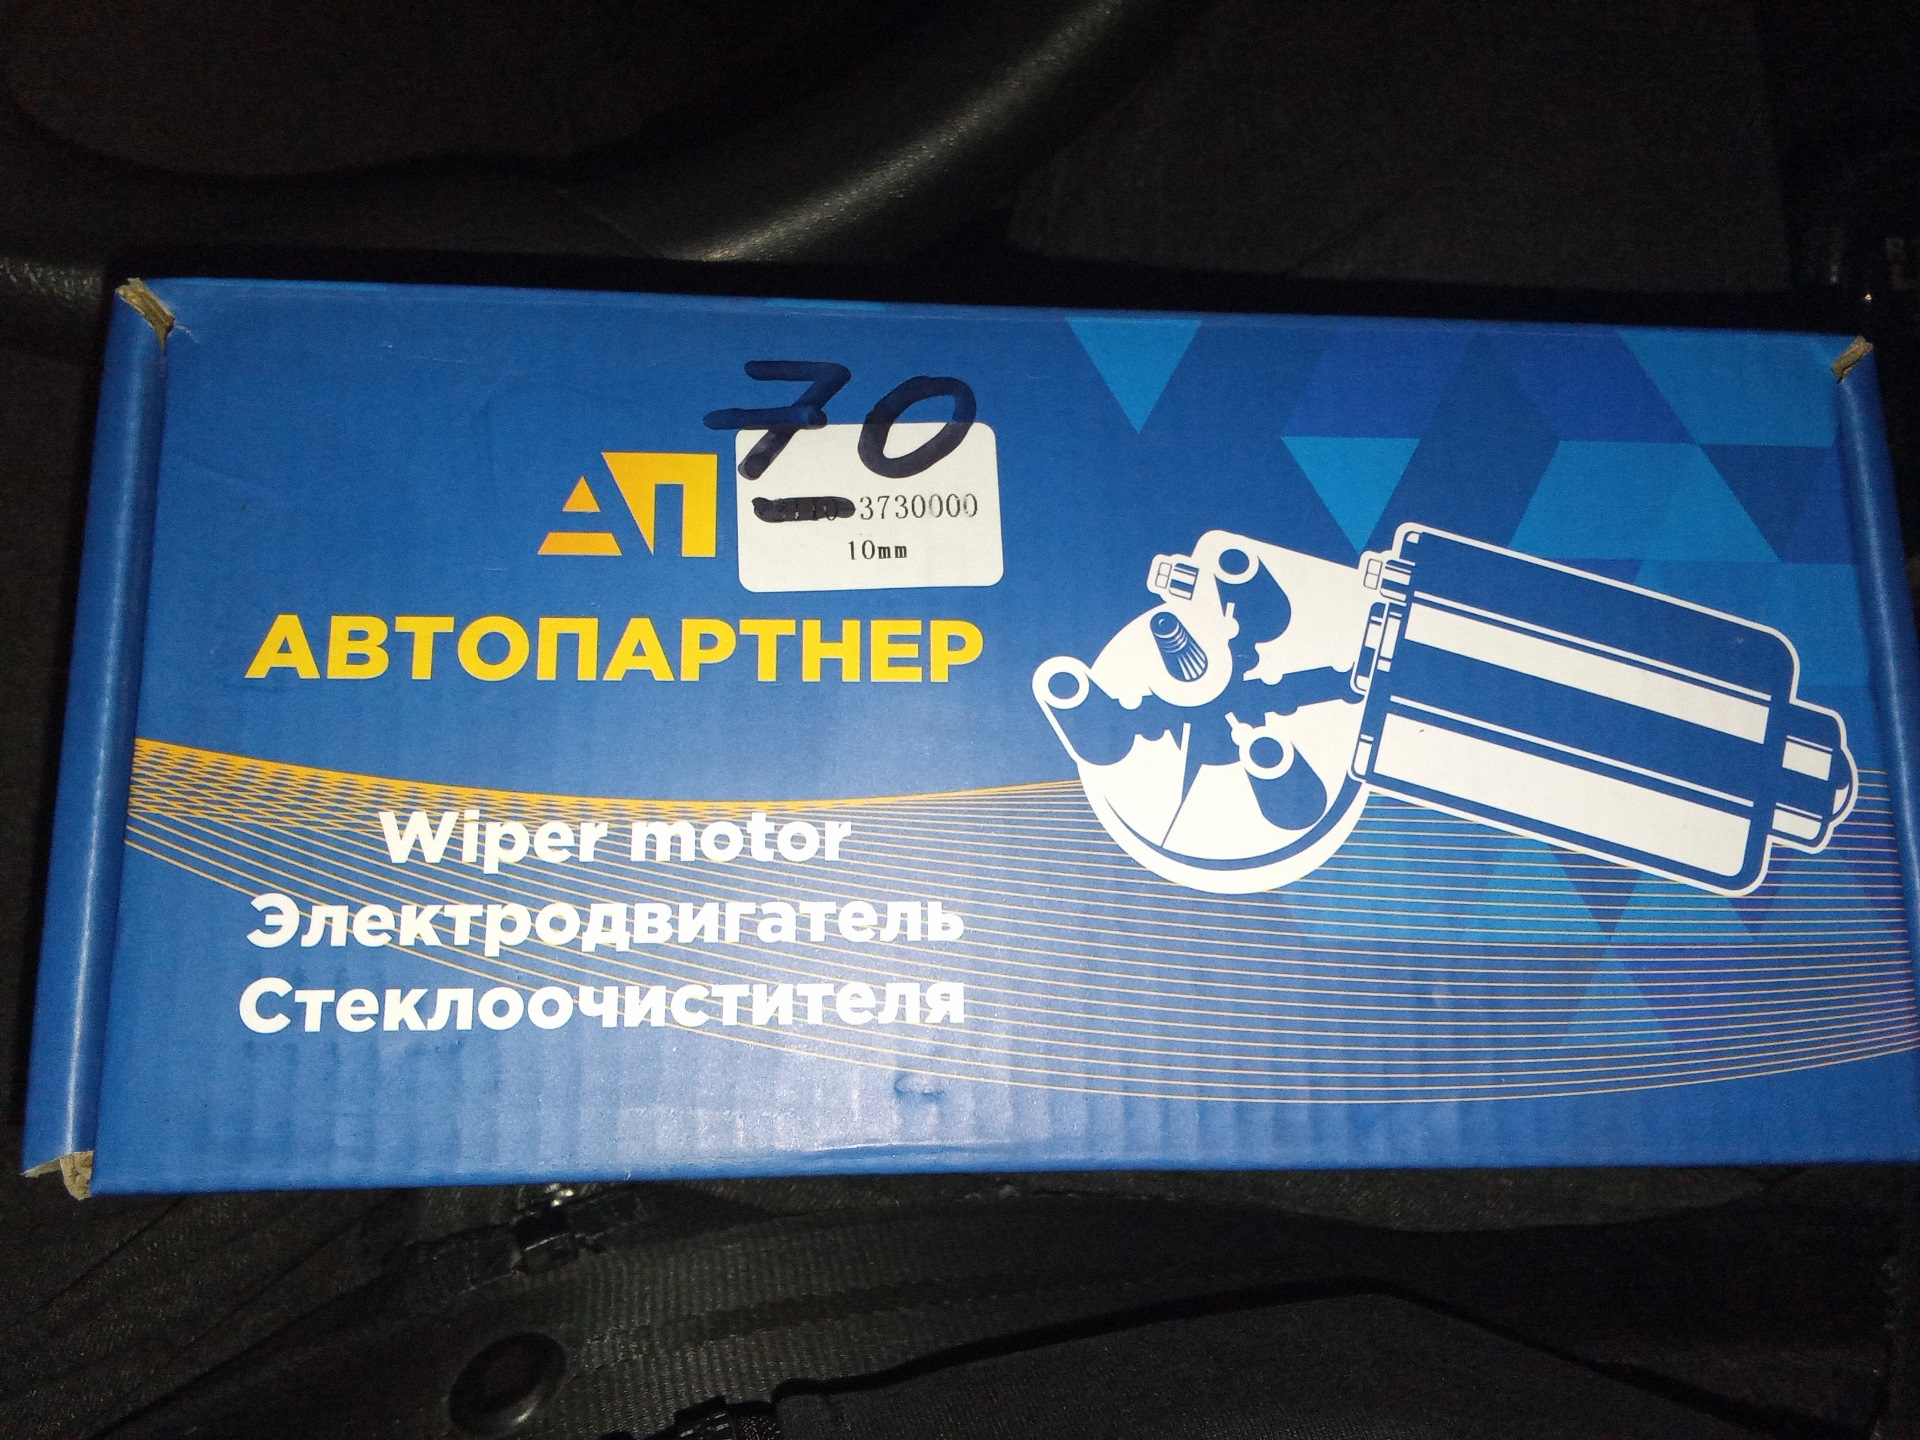 70
АП
3730000
10mm
АВТОПАРТНЕР
Wiper motor
Электродвигатель
Стеклоочистителя